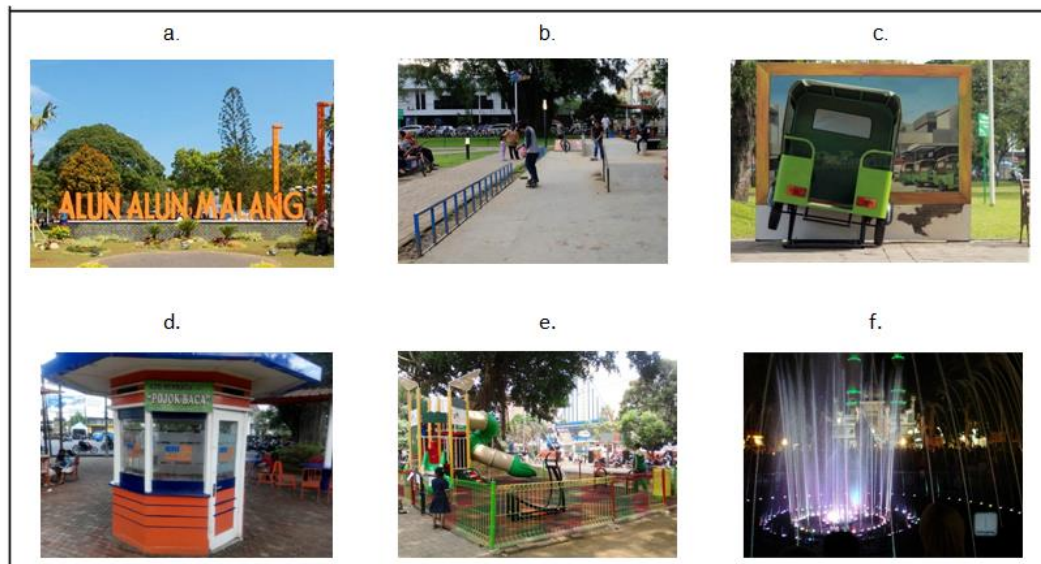 a.
b.
c.
ALUN ALUN MALANG
d.
e.
f.
"POJOK BACA"